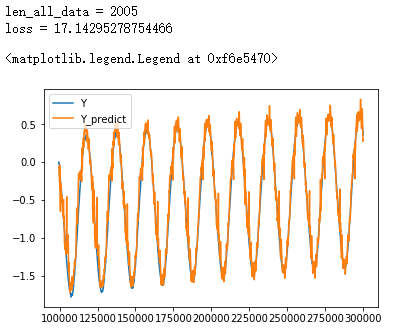 len_all_data = 2005
loss = 17.14295278754466
<matplotlib.legend.Legend at 0xf6e5470>
Y
Y_predict
0.5
0.0
−0.5
−1.0
−1.5
100000 125000 150000 175000 200000 225000 250000 275000 300000